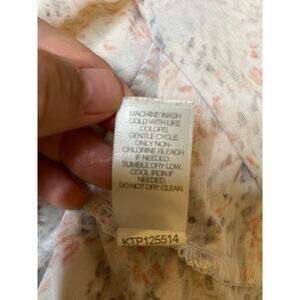 MACHINE WASH
COLD WITH LIKE
COLORS,
GENTLE CYCLE.
ONLY NON-
CHLORINE BLEACH
IF NEEDED.
TUMBLE DRY LOW.
COOL IRON IF
NEEDED.
DO NOT DRY CLEAN.
KTP125514